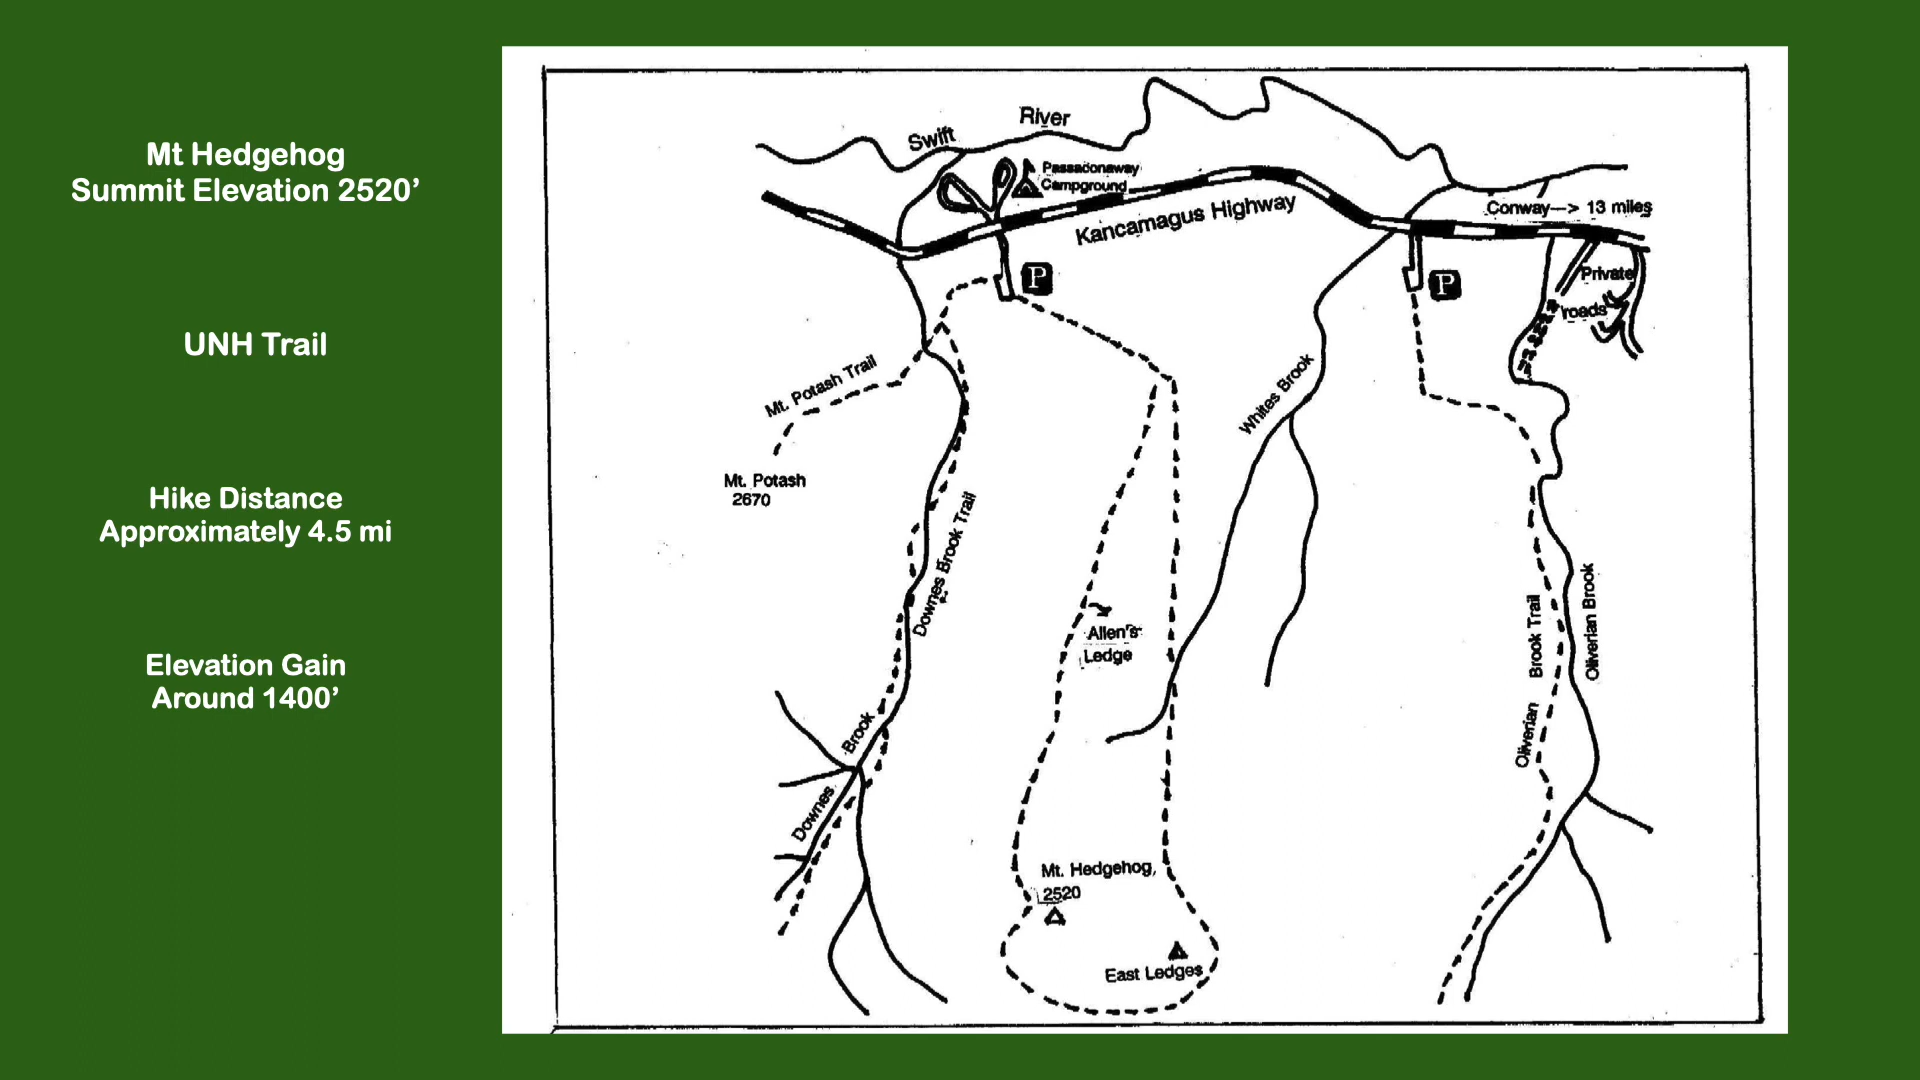 Mt Hedgehog
Summit Elevation 2520’
UNH Trail
Hike Distance
Approximately 4.5 mi
Elevation Gain
Around 1400’
Swift River
Passaconaway
Campground
Kancamagus Highway
Conway—> 13 miles
P
P
Private
roads
Mt. Potash Trail
Mt. Potash
2670
Whites Brook
Downes Brook Trail
Allen's
Ledge
Oliverian Brook Trail
Oliverian Brook
Downes Brook
Mt. Hedgehog,
2520
East Ledges